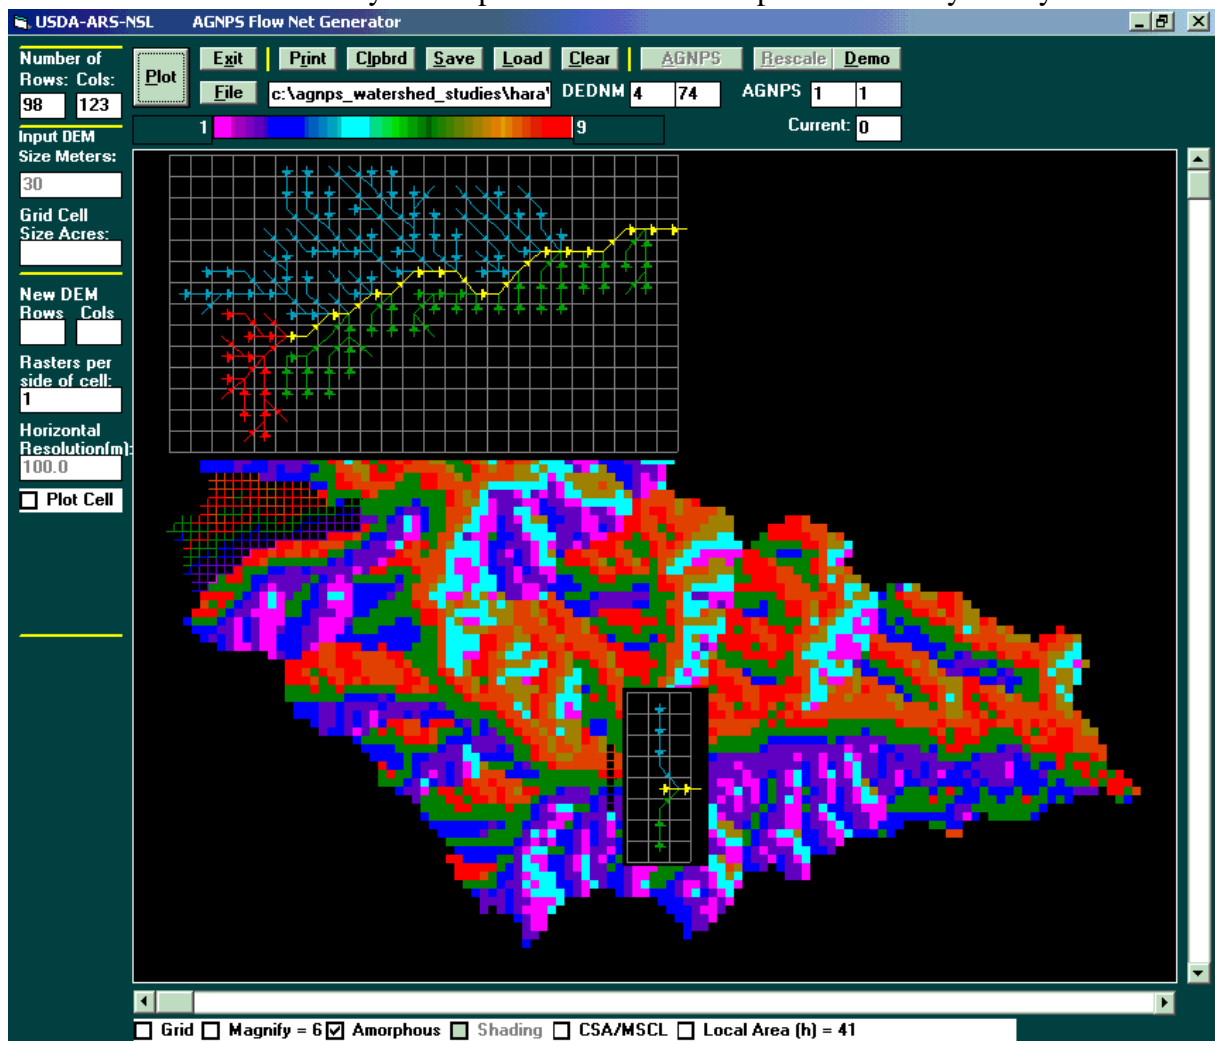 USDA-ARS-NSL AGNPS Flow Net Generator
Number of
Rows: Cols:
98 123
Plot
Exit Print Clpbrd Save Load Clear AGNPS Rescale Demo
File c:\agnps_watershed_studies\hara\ DEDNM 4 74 AGNPS 1 1
1 9 Current: 0
Input DEM
Size Meters:
30
Grid Cell
Size Acres:
New DEM
Rows Cols
Rasters per
side of cell:
1
Horizontal
Resolution(m):
100.0
Plot Cell
Grid Magnify = 6 Amorphous Shading CSA/MSCL Local Area (h) = 41